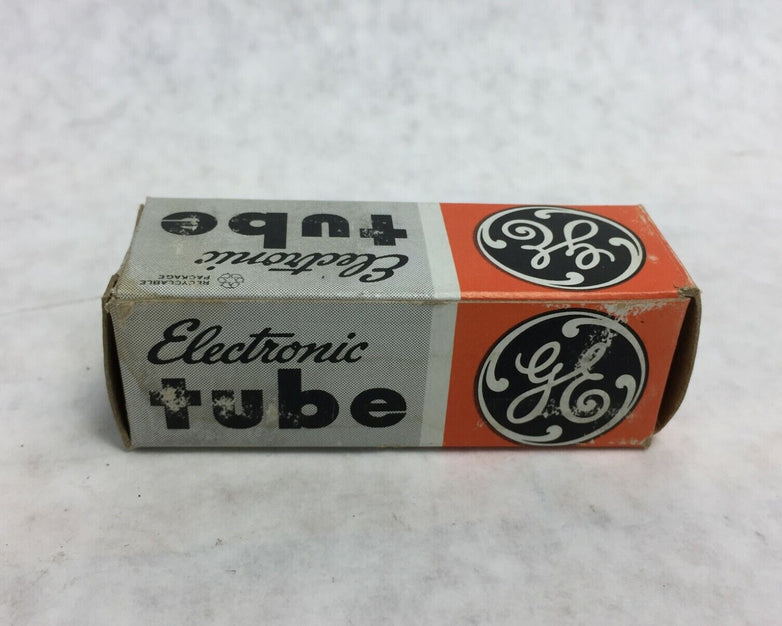 tube
Electronic
RECYCLABLE
PACKAGE
GE
Electronic
tube
GE